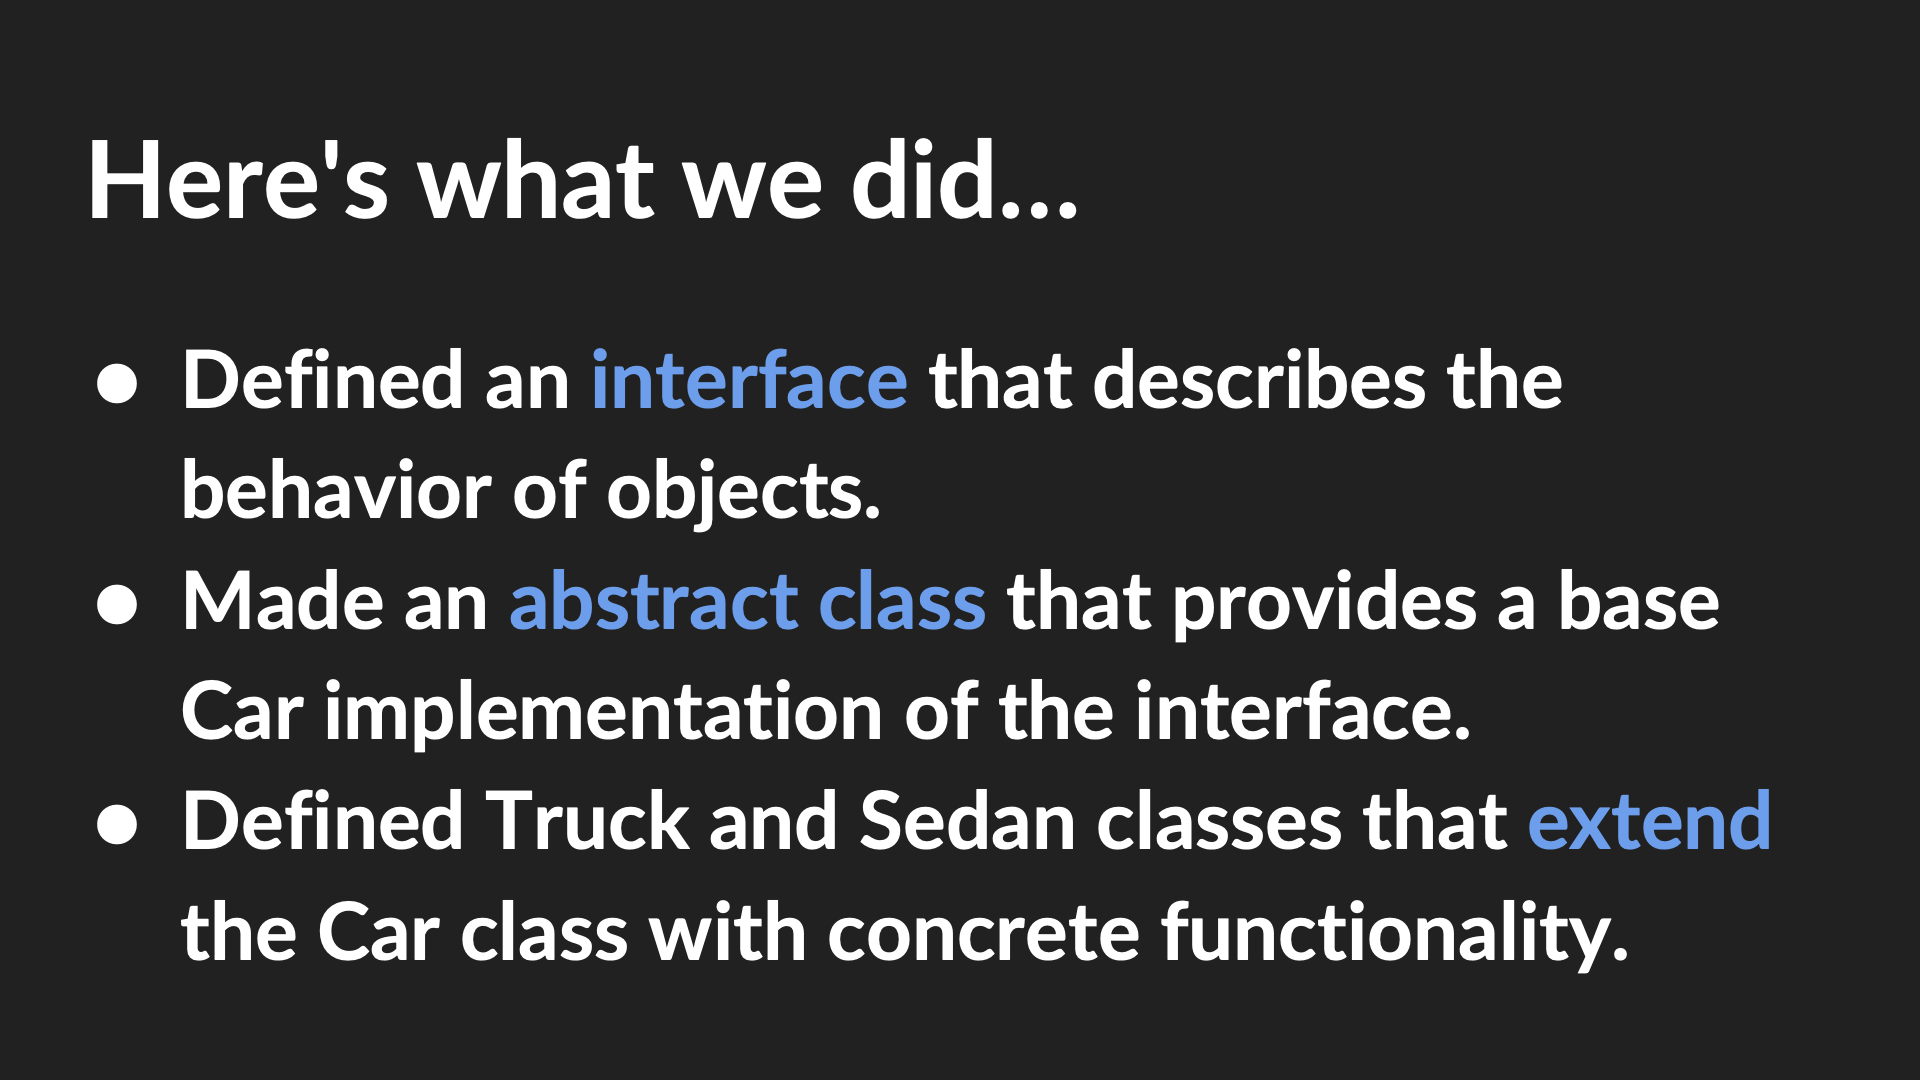 Here's what we did...
● Defined an interface that describes the
behavior of objects.
● Made an abstract class that provides a base
Car implementation of the interface.
● Defined Truck and Sedan classes that extend
the Car class with concrete functionality.